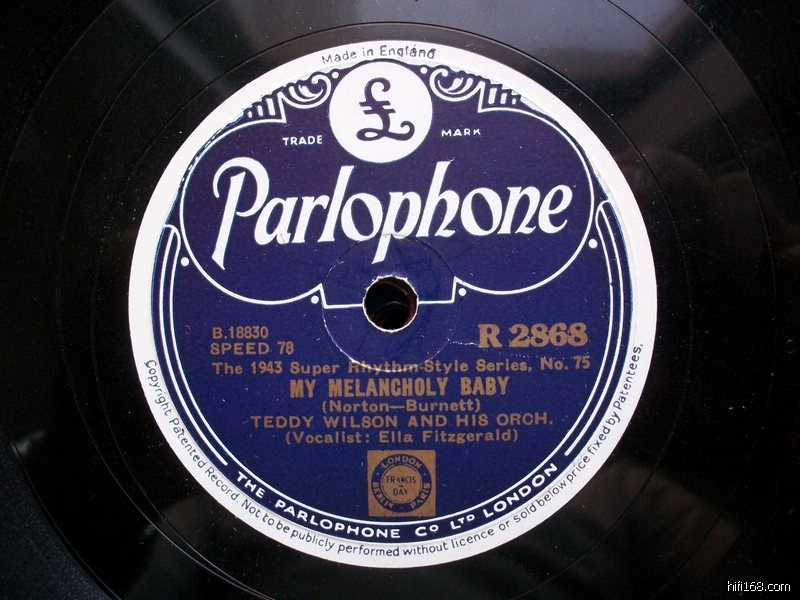 Made in England
£
TRADE MARK
Parlophone
B.18830
SPEED 78
R 2868
The 1943 Super Rhythm-Style Series, No. 75
MY MELANCHOLY BABY
(Norton—Burnett)
TEDDY WILSON AND HIS ORCH.
(Vocalist: Ella Fitzgerald)
LONDON
FRANCIS
DAY
BERLIN PARIS
THE PARLOPHONE CO LTD LONDON
Copyright Patented Record. Not to be publicly performed without licence or sold below price fixed by Patentees.
hifi168.com